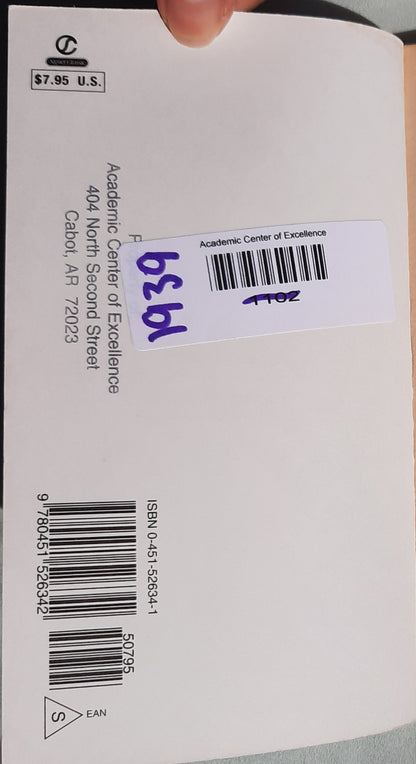 SIGNET CLASSIC
$7.95 U.S.
Academic Center of Excellence
404 North Second Street
Cabot, AR 72023
Academic Center of Excellence
1102
1939
ISBN 0-451-52634-1
9 780451 526342
50795
S
EAN